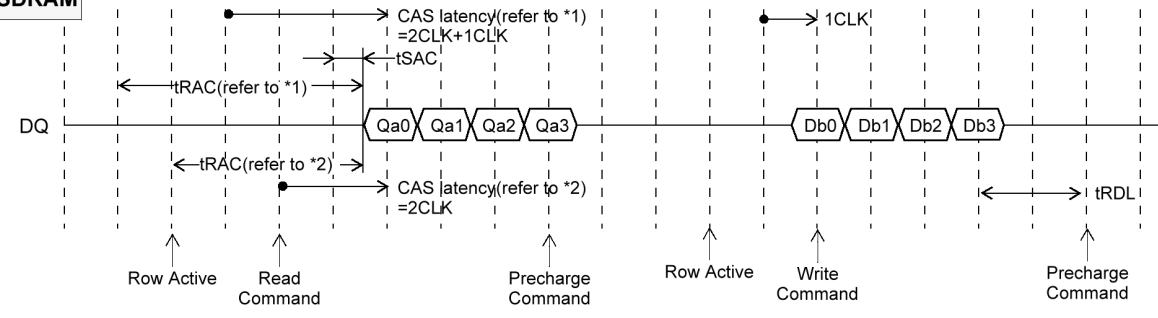 SDRAM
CAS latency(refer to *1)
=2CLK+1CLK
1CLK
tSAC
tRAC(refer to *1)
DQ
Qa0 Qa1 Qa2 Qa3
Db0 Db1 Db2 Db3
tRAC(refer to *2)
CAS latency(refer to *2)
=2CLK
tRDL
Row Active
Read
Command
Precharge
Command
Row Active
Write
Command
Precharge
Command